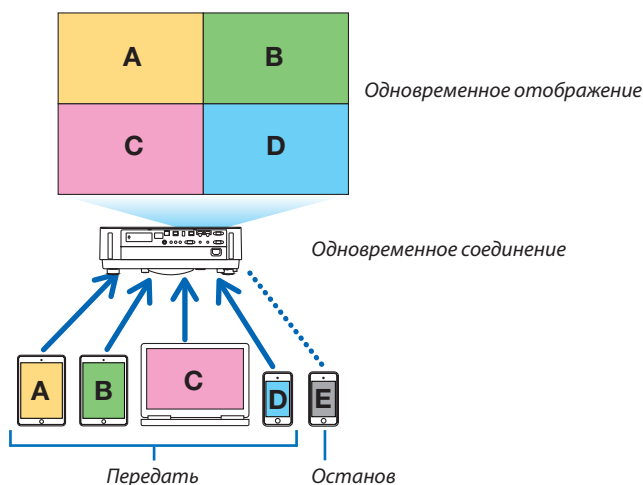 A
B
Одновременное отображение
C
D
Одновременное соединение
A
B
C
D
E
Передать
Останов